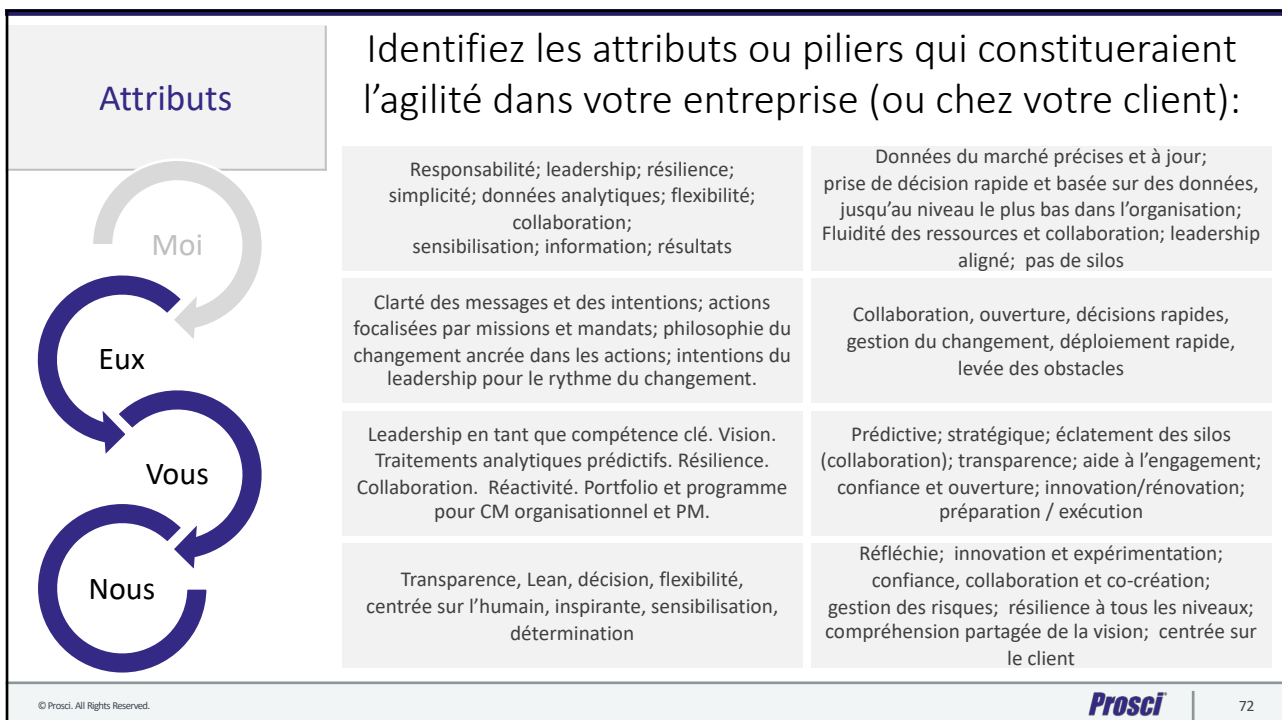 Attributs
Identifiez les attributs ou piliers qui constitueraient
l’agilité dans votre entreprise (ou chez votre client):
Moi
Eux
Vous
Nous
Responsabilité; leadership; résilience;
simplicité; données analytiques; flexibilité;
collaboration;
sensibilisation; information; résultats
Données du marché précises et à jour;
prise de décision rapide et basée sur des données,
jusqu’au niveau le plus bas dans l’organisation;
Fluidité des ressources et collaboration; leadership
aligné; pas de silos
Clarté des messages et des intentions; actions
focalisées par missions et mandats; philosophie du
changement ancrée dans les actions; intentions du
leadership pour le rythme du changement.
Collaboration, ouverture, décisions rapides,
gestion du changement, déploiement rapide,
levée des obstacles
Leadership en tant que compétence clé. Vision.
Traitements analytiques prédictifs. Résilience.
Collaboration. Réactivité. Portfolio et programme
pour CM organisationnel et PM.
Prédictive; stratégique; éclatement des silos
(collaboration); transparence; aide à l’engagement;
confiance et ouverture; innovation/rénovation;
préparation / exécution
Transparence, Lean, décision, flexibilité,
centrée sur l’humain, inspirante, sensibilisation,
détermination
Réfléchie; innovation et expérimentation;
confiance, collaboration et co-création;
gestion des risques; résilience à tous les niveaux;
compréhension partagée de la vision; centrée sur
le client
© Prosci. All Rights Reserved.
Prosci
72